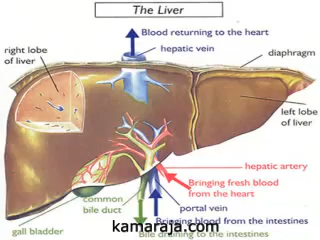 The Liver
Blood returning to the heart
hepatic vein
right lobe
of liver
diaphragm
left lobe
of liver
hepatic artery
Bringing fresh blood
from the heart
common
bile duct
portal vein
Bringing blood from the intestines
gall bladder
Bile draining to the intestines
kamaraja.com